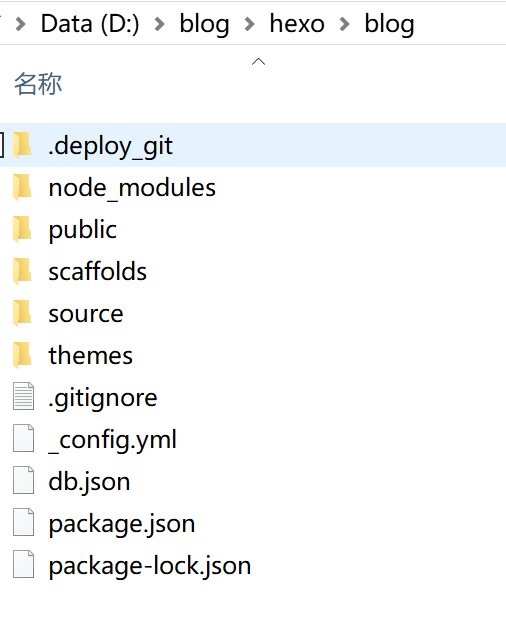 Data (D:) blog hexo blog
名称
.deploy_git
node_modules
public
scaffolds
source
themes
.gitignore
_config.yml
db.json
package.json
package-lock.json